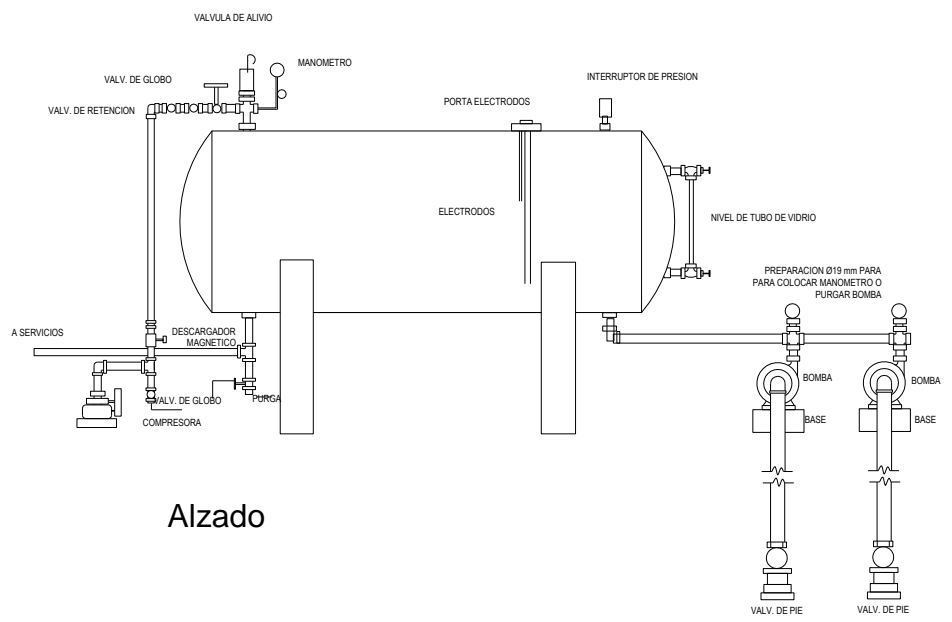 VALVULA DE ALIVIO
MANOMETRO
VALV. DE GLOBO
VALV. DE RETENCION
INTERRUPTOR DE PRESION
PORTA ELECTRODOS
ELECTRODOS
NIVEL DE TUBO DE VIDRIO
PREPARACION Ø19 mm PARA
PARA COLOCAR MANOMETRO O
PURGAR BOMBA
A SERVICIOS
DESCARGADOR
MAGNETICO
VALV. DE GLOBO
PURGA
COMPRESORA
BOMBA
BOMBA
BASE
BASE
Alzado
VALV. DE PIE
VALV. DE PIE